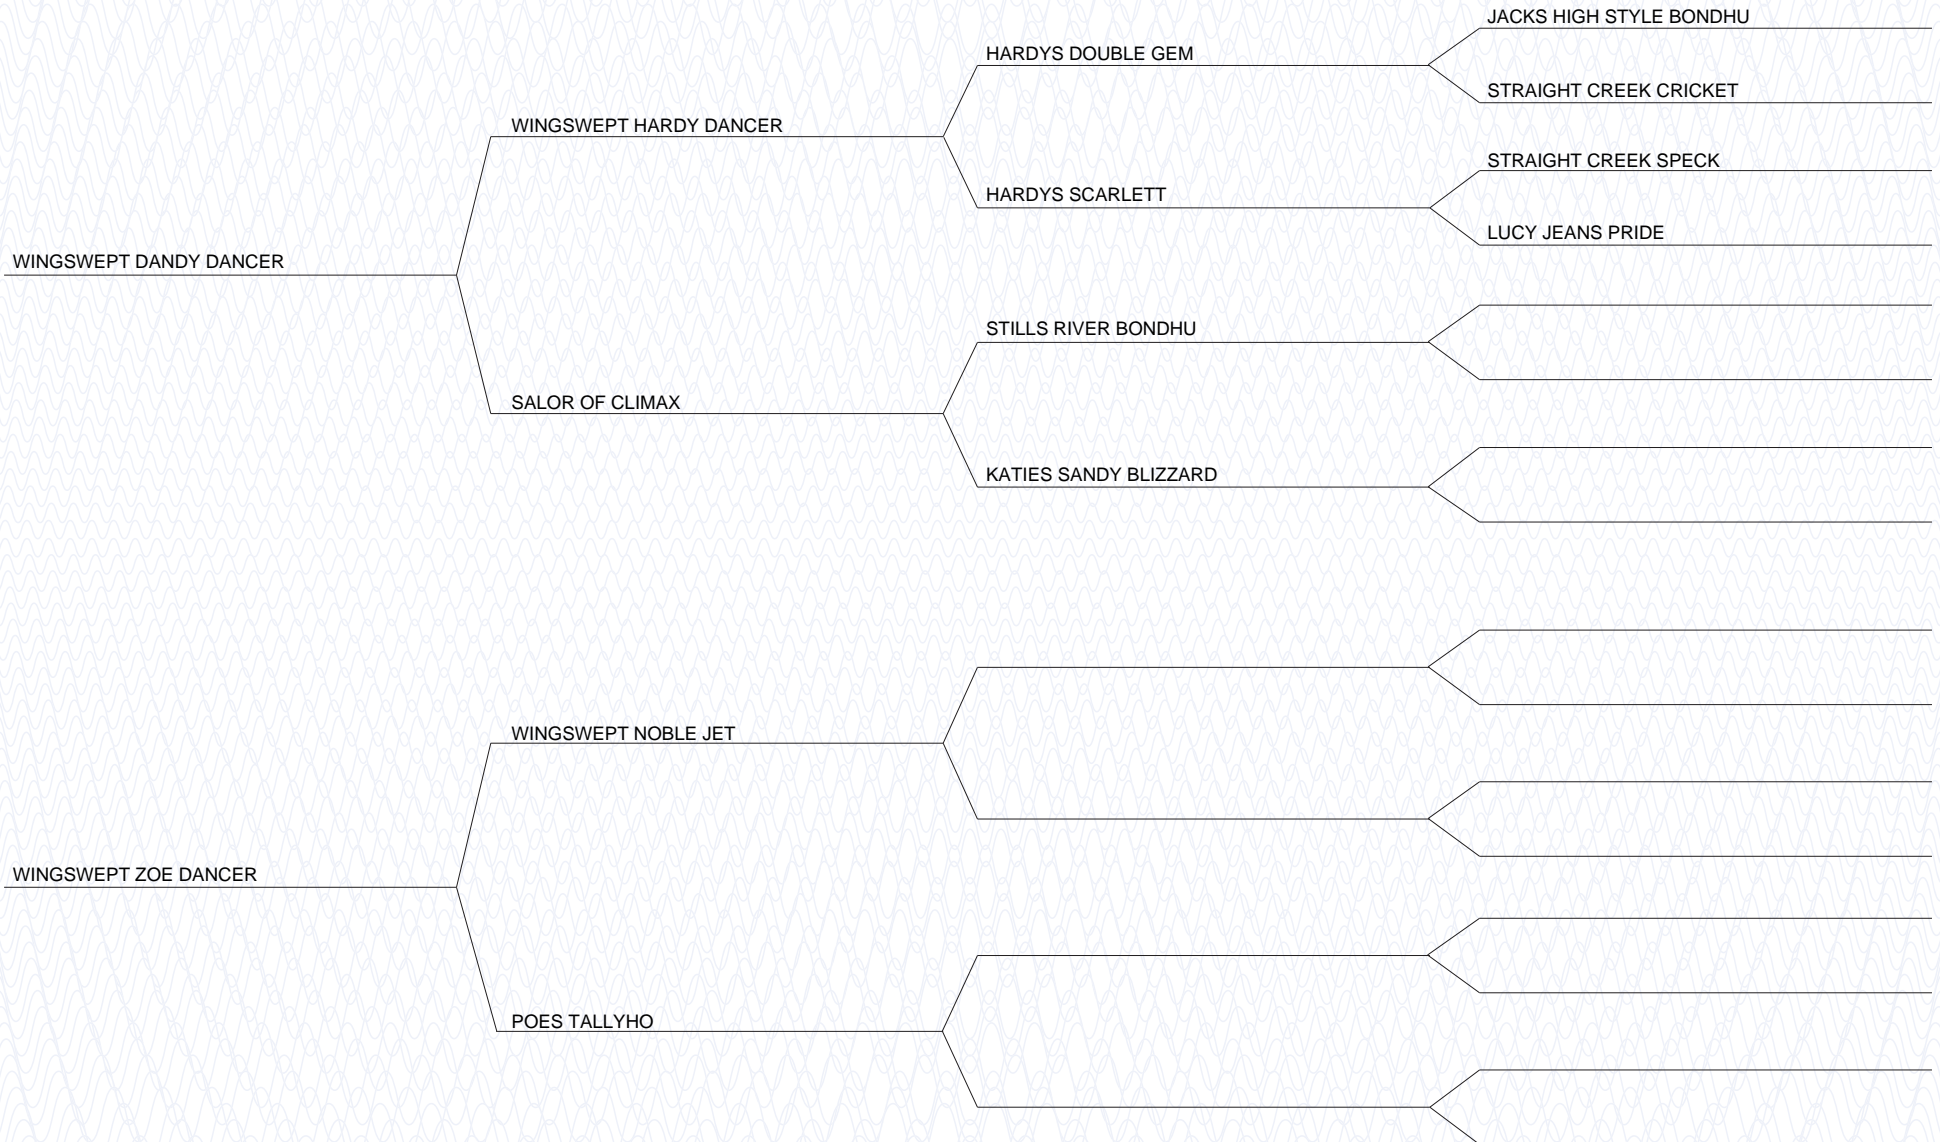 JACKS HIGH STYLE BONDHU
HARDYS DOUBLE GEM
STRAIGHT CREEK CRICKET
WINGSWEPT HARDY DANCER
STRAIGHT CREEK SPECK
HARDYS SCARLETT
LUCY JEANS PRIDE
WINGSWEPT DANDY DANCER
STILLS RIVER BONDHU
SALOR OF CLIMAX
KATIES SANDY BLIZZARD
WINGSWEPT NOBLE JET
WINGSWEPT ZOE DANCER
POES TALLYHO